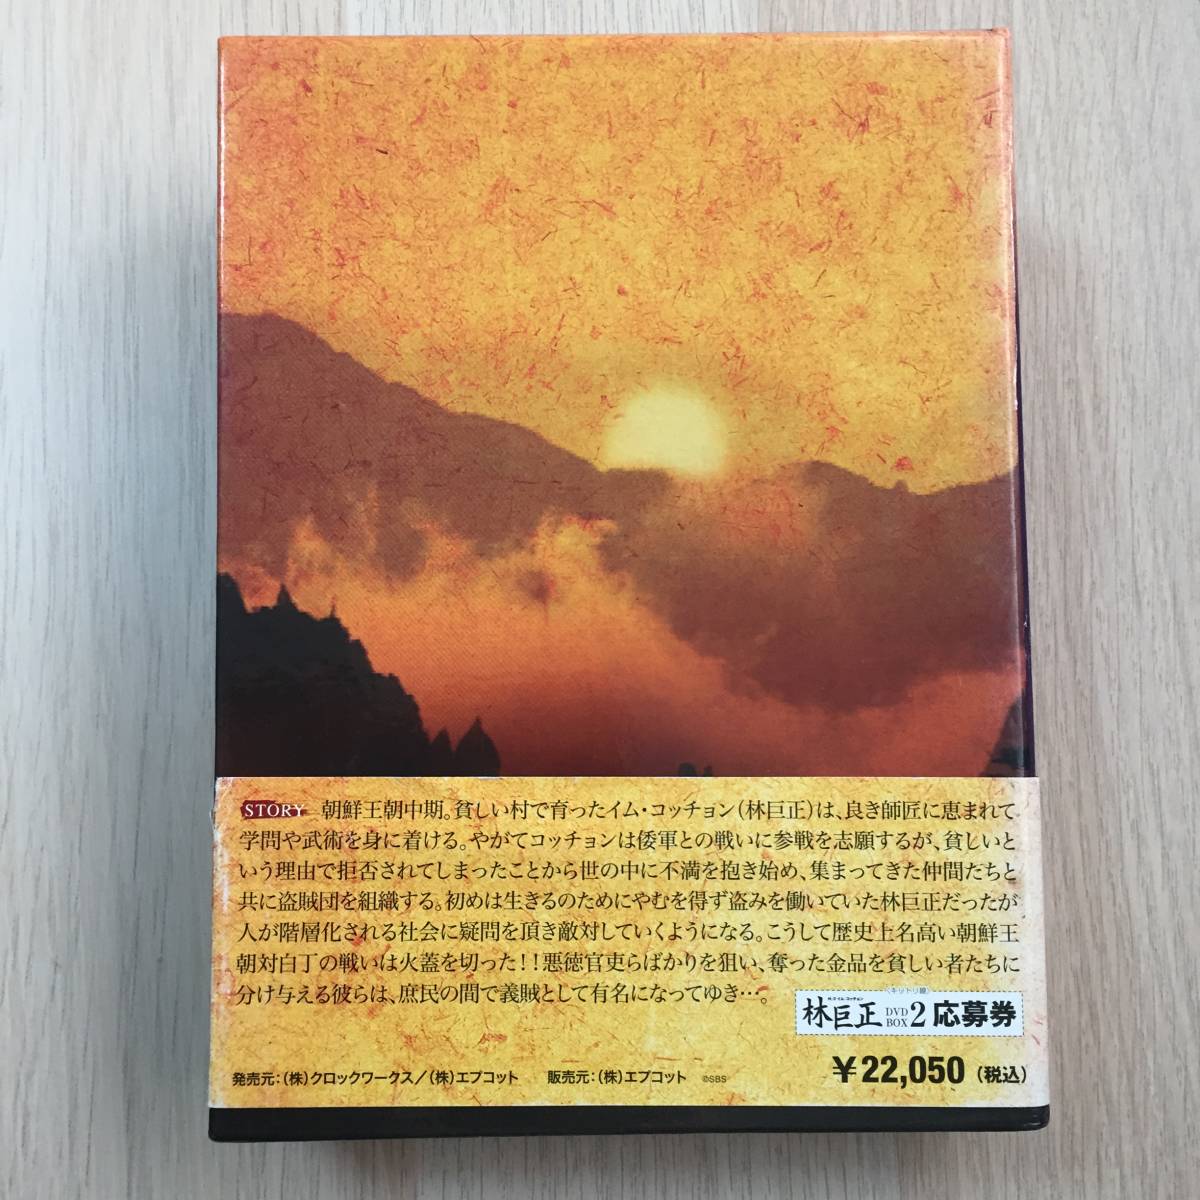 STORY 朝鮮王朝中期。貧しい村で育ったイム・コッチョン(林巨正)は、良き師匠に恵まれて
学問や武術を身に着ける。やがてコッチョンは倭軍との戦いに参戦を志願するが、貧しいと
いう理由で拒否されてしまったことから世の中に不満を抱き始め、集まってきた仲間たちと
共に盗賊団を組織する。初めは生きるのためにやむを得ず盗みを働いていた林巨正だったが
人が階層化される社会に疑問を頂き敵対していくようになる。こうして歴史上名高い朝鮮王
朝対白丁の戦いは火蓋を切った!!悪徳官吏らばかりを狙い、奪った金品を貧しい者たちに
分け与える彼らは、庶民の間で義賊として有名になってゆき…。
〈キリトリ線〉
林巨正 DVD BOX 2 応募券
¥22,050 (税込)
発売元:(株)クロックワークス/(株)エプコット 販売元:(株)エプコット ©SBS